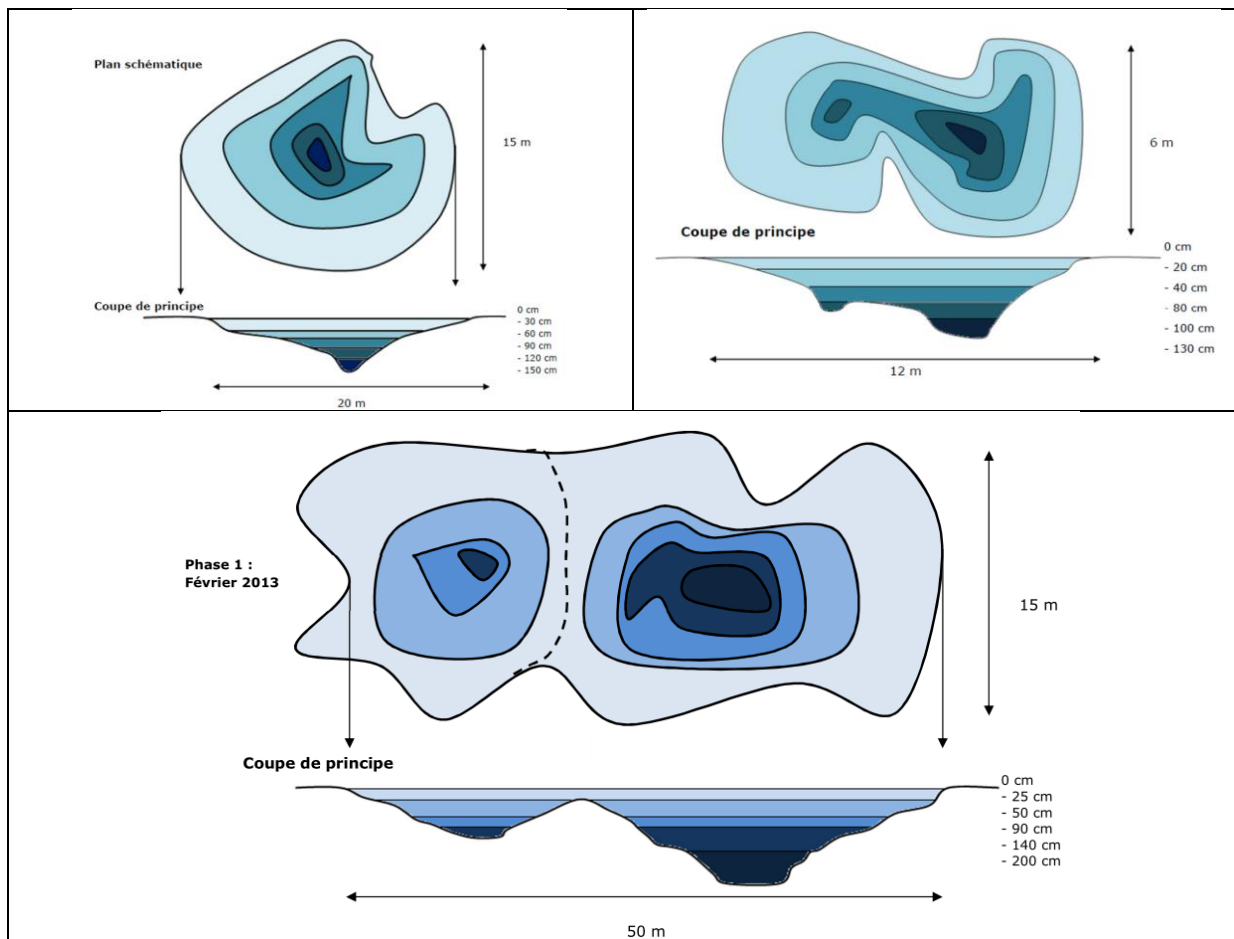 Plan schématique
15 m
Coupe de principe
0 cm
- 30 cm
- 60 cm
- 90 cm
- 120 cm
- 150 cm
20 m
6 m
Coupe de principe
0 cm
- 20 cm
- 40 cm
- 80 cm
- 100 cm
- 130 cm
12 m
Phase 1 :
Février 2013
15 m
Coupe de principe
0 cm
- 25 cm
- 50 cm
- 90 cm
- 140 cm
- 200 cm
50 m